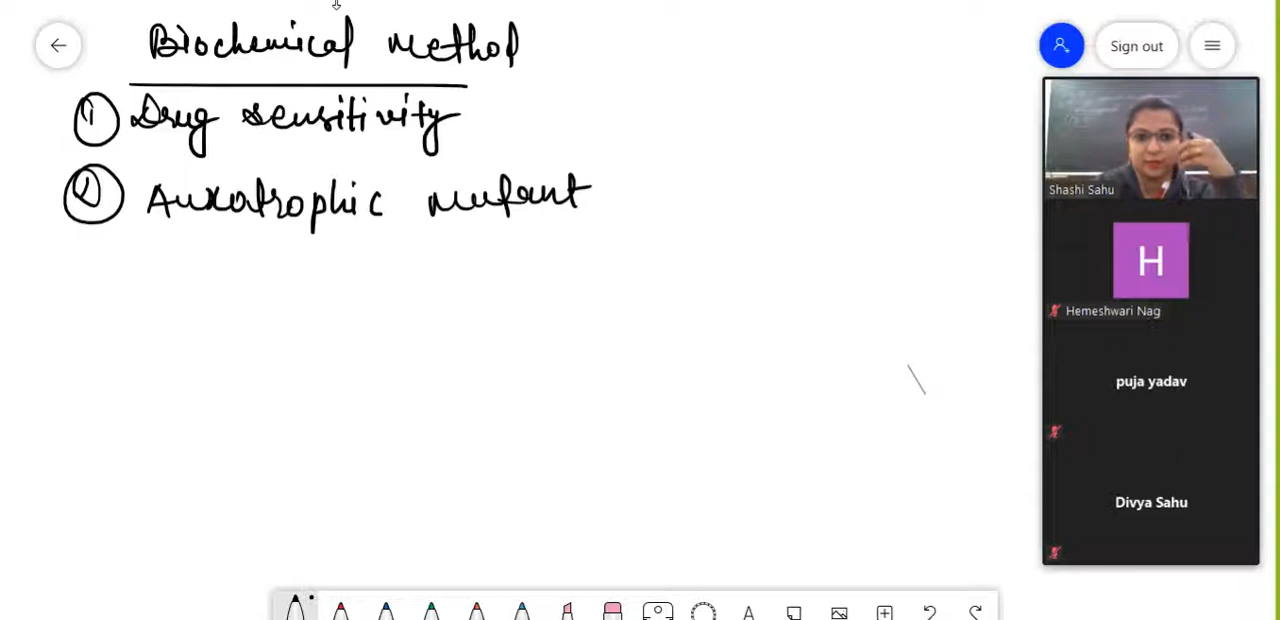 Biochemical Method
① Drug sensitivity
② Auxotrophic mutant
Sign out
Shashi Sahu
H
Hemeshwari Nag
puja yadav
Divya Sahu
A